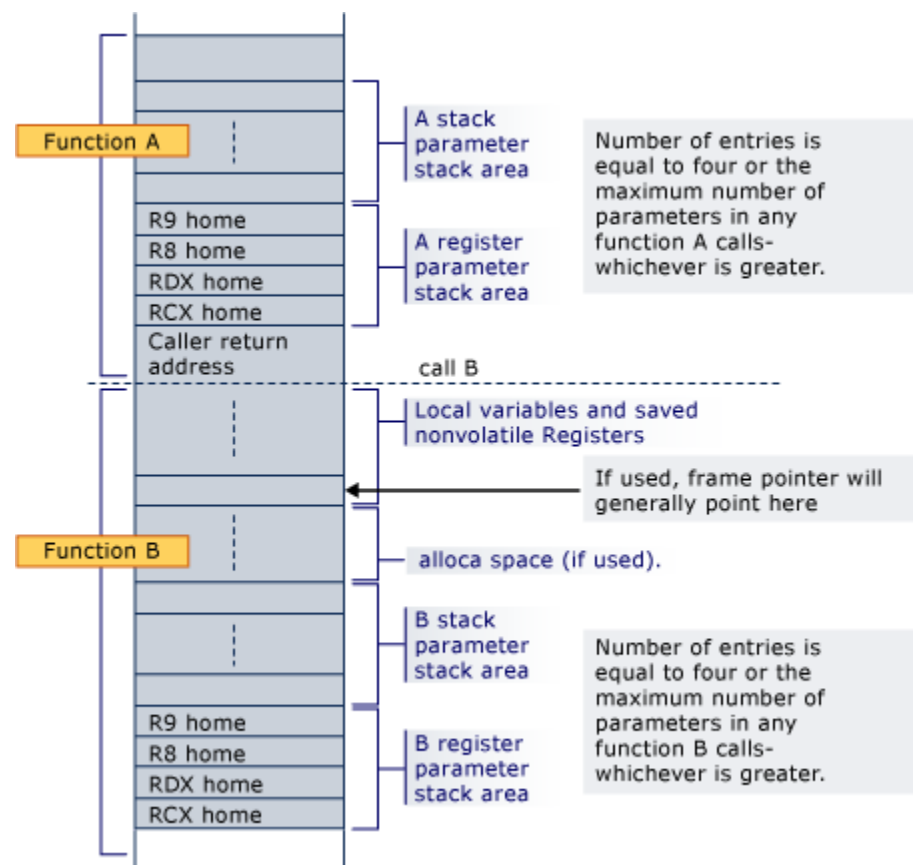 Function A
A stack
parameter
stack area
Number of entries is
equal to four or the
maximum number of
parameters in any
function A calls-
whichever is greater.
R9 home
R8 home
RDX home
RCX home
A register
parameter
stack area
Caller return
address
call B
Local variables and saved
nonvolatile Registers
If used, frame pointer will
generally point here
Function B
alloca space (if used).
B stack
parameter
stack area
Number of entries is
equal to four or the
maximum number of
parameters in any
function B calls-
whichever is greater.
R9 home
R8 home
RDX home
RCX home
B register
parameter
stack area